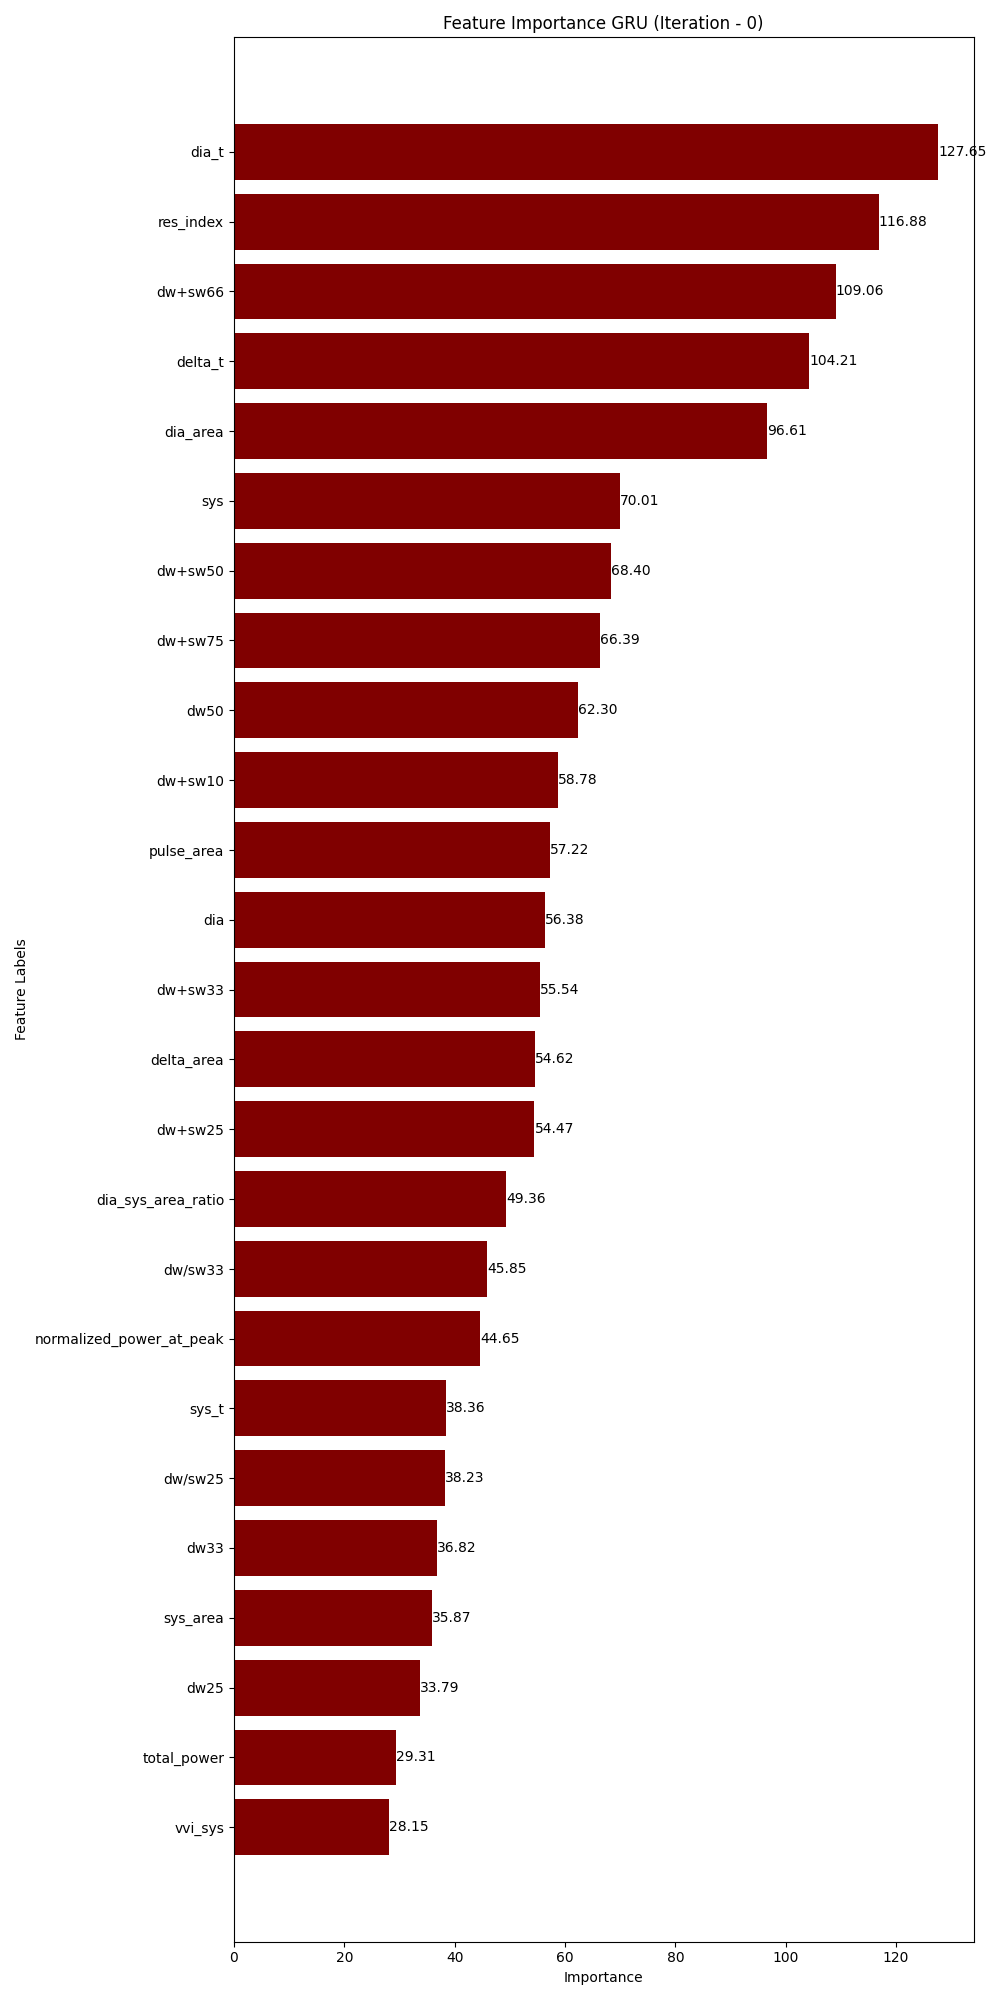 Feature Importance GRU (Iteration - 0)
dia_t 127.65
res_index 116.88
dw+sw66 109.06
delta_t 104.21
dia_area 96.61
sys 70.01
dw+sw50 68.40
dw+sw75 66.39
dw50 62.30
dw+sw10 58.78
pulse_area 57.22
dia 56.38
dw+sw33 55.54
delta_area 54.62
dw+sw25 54.47
dia_sys_area_ratio 49.36
dw/sw33 45.85
normalized_power_at_peak 44.65
sys_t 38.36
dw/sw25 38.23
dw33 36.82
sys_area 35.87
dw25 33.79
total_power 29.31
vvi_sys 28.15
Feature Labels
0 20 40 60 80 100 120
Importance